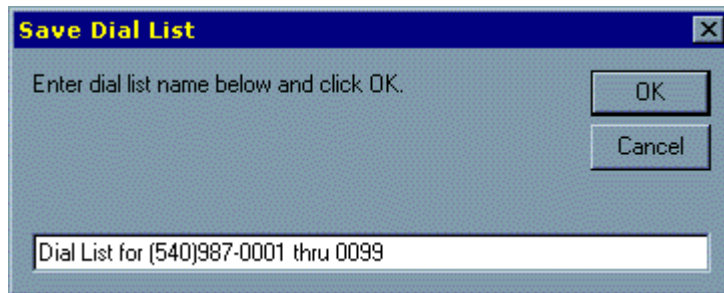 Save Dial List
Enter dial list name below and click OK.
OK
Cancel
Dial List for (540)987-0001 thru 0099